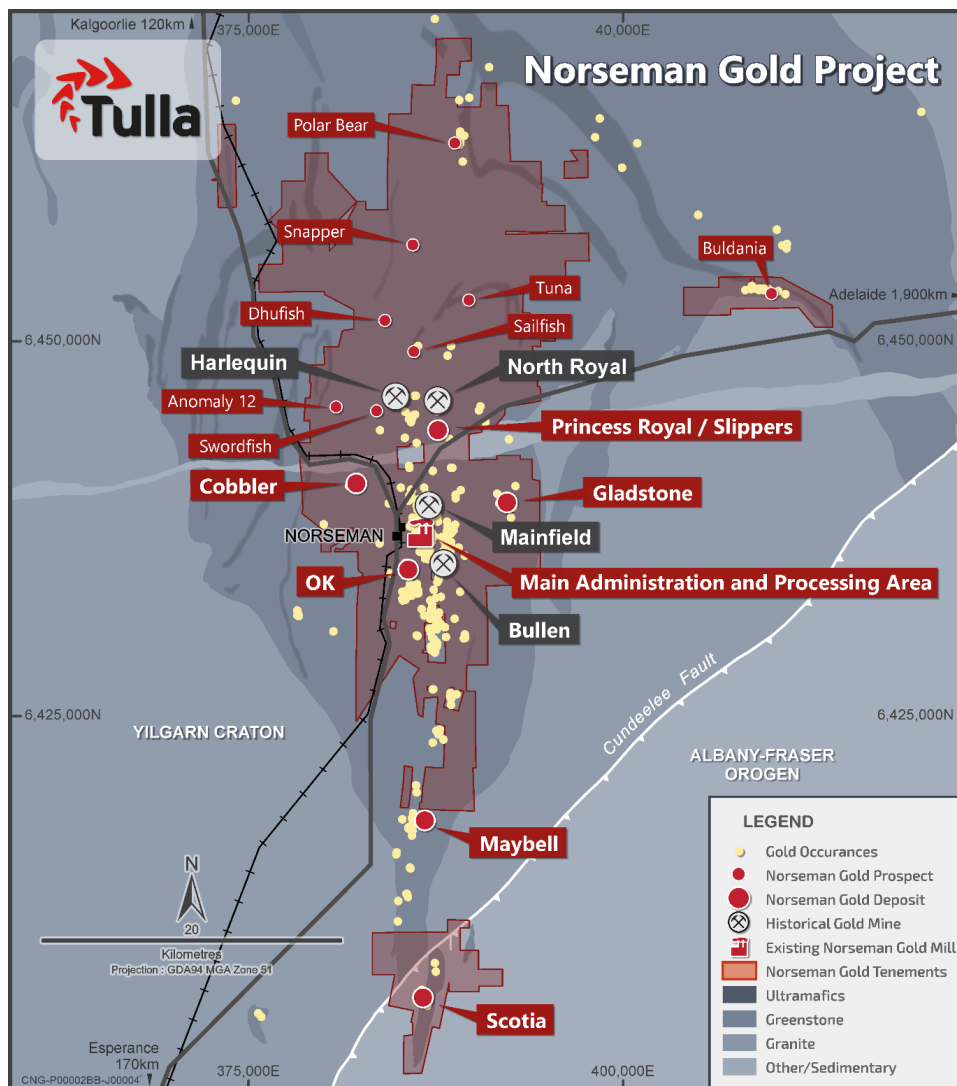 Kalgoorlie 120km
375,000E
40,000E
Tulla
Norseman Gold Project
Polar Bear
Snapper
Buldania
Tuna
Adelaide 1,900km
Dhufish
Sailfish
6,450,000N
6,450,000N
Harlequin
North Royal
Anomaly 12
Princess Royal / Slippers
Swordfish
Cobbler
Gladstone
NORSEMAN
Mainfield
OK
Main Administration and Processing Area
Bullen
Cundeelee Fault
6,425,000N
6,425,000N
YILGARN CRATON
ALBANY-FRASER
OROGEN
Maybell
N
20
Kilometres
Projection : GDA94 MGA Zone 51
Scotia
LEGEND
Gold Occurances
Norseman Gold Prospect
Norseman Gold Deposit
Historical Gold Mine
Existing Norseman Gold Mill
Norseman Gold Tenements
Ultramafics
Greenstone
Granite
Other/Sedimentary
Esperance
170km
CNG-P00002BB-J00004
375,000E
400,000E